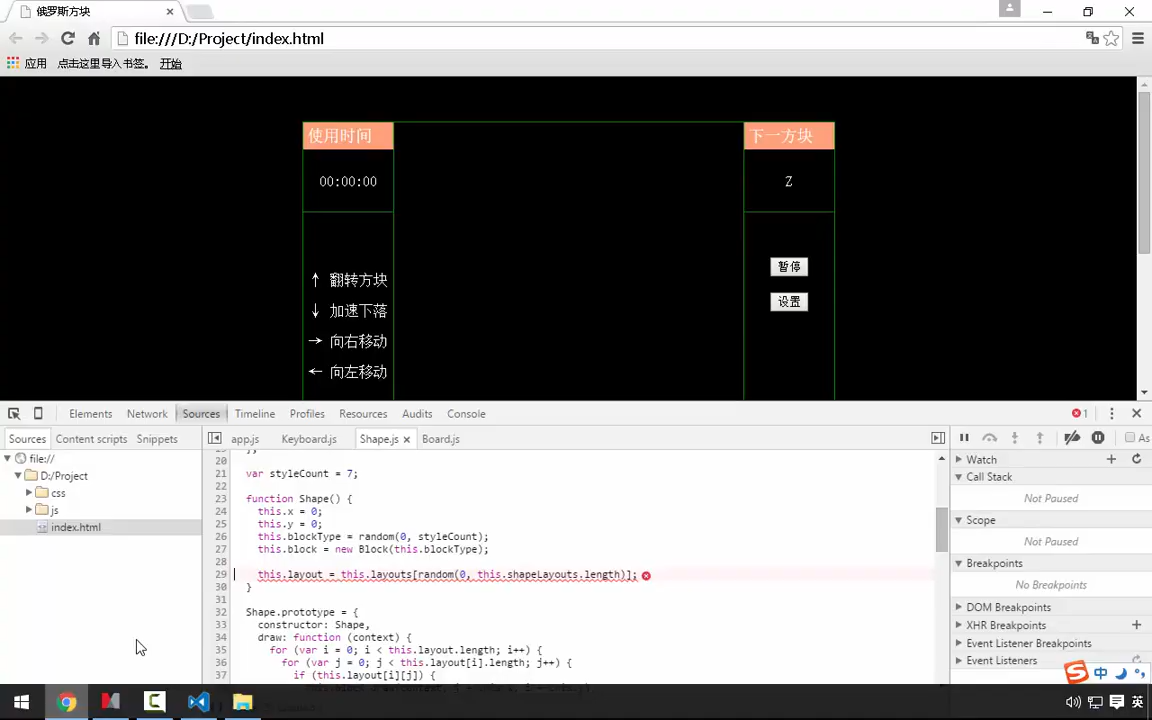 俄罗斯方块
file:///D:/Project/index.html
应用 点击这里导入书签。 开始
使用时间
00:00:00
↑ 翻转方块
↓ 加速下落
→ 向右移动
← 向左移动
下一方块
Z
暂停
设置
Elements Network Sources Timeline Profiles Resources Audits Console
1
Sources Content scripts Snippets
app.js Keyboard.js Shape.js Board.js
As
file://
D:/Project
css
js
index.html
20
21 var styleCount = 7;
22
23 function Shape() {
24 this.x = 0;
25 this.y = 0;
26 this.blockType = random(0, styleCount);
27 this.block = new Block(this.blockType);
28
29 this.layout = this.layouts[random(0, this.shapeLayouts.length)];
30 }
31
32 Shape.prototype = {
33 constructor: Shape,
34 draw: function (context) {
35 for (var i = 0; i < this.layout.length; i++) {
36 for (var j = 0; j < this.layout[i].length; j++) {
37 if (this.layout[i][j]) {
Watch
Call Stack
Not Paused
Scope
Not Paused
Breakpoints
No Breakpoints
DOM Breakpoints
XHR Breakpoints
Event Listener Breakpoints
Event Listeners
S 中
英